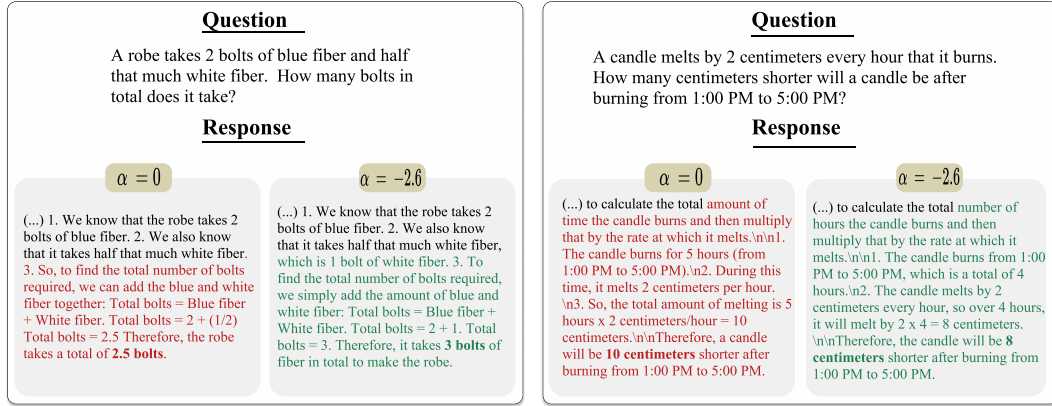 Question
A robe takes 2 bolts of blue fiber and half
that much white fiber.  How many bolts in
total does it take?
Response
α = 0
(...) 1. We know that the robe takes 2
bolts of blue fiber. 2. We also know
that it takes half that much white fiber.
3. So, to find the total number of bolts
required, we can add the blue and white
fiber together: Total bolts = Blue fiber
+ White fiber. Total bolts = 2 + (1/2)
Total bolts = 2.5 Therefore, the robe
takes a total of 2.5 bolts.
α = −2.6
(...) 1. We know that the robe takes 2
bolts of blue fiber. 2. We also know
that it takes half that much white fiber,
which is 1 bolt of white fiber. 3. To
find the total number of bolts required,
we simply add the amount of blue and
white fiber: Total bolts = Blue fiber +
White fiber. Total bolts = 2 + 1. Total
bolts = 3. Therefore, it takes 3 bolts of
fiber in total to make the robe.
Question
A candle melts by 2 centimeters every hour that it burns.
How many centimeters shorter will a candle be after
burning from 1:00 PM to 5:00 PM?
Response
α = 0
(...) to calculate the total amount of
time the candle burns and then multiply
that by the rate at which it melts.\n\n1.
The candle burns for 5 hours (from
1:00 PM to 5:00 PM).\n2. During this
time, it melts 2 centimeters per hour.
\n3. So, the total amount of melting is 5
hours x 2 centimeters/hour = 10
centimeters.\n\nTherefore, a candle
will be 10 centimeters shorter after
burning from 1:00 PM to 5:00 PM.
α = −2.6
(...) to calculate the total number of
hours the candle burns and then
multiply that by the rate at which it
melts.\n\n1. The candle burns from 1:00
PM to 5:00 PM, which is a total of 4
hours.\n2. The candle melts by 2
centimeters every hour, so over 4 hours,
it will melt by 2 x 4 = 8 centimeters.
\n\nTherefore, the candle will be 8
centimeters shorter after burning from
1:00 PM to 5:00 PM.